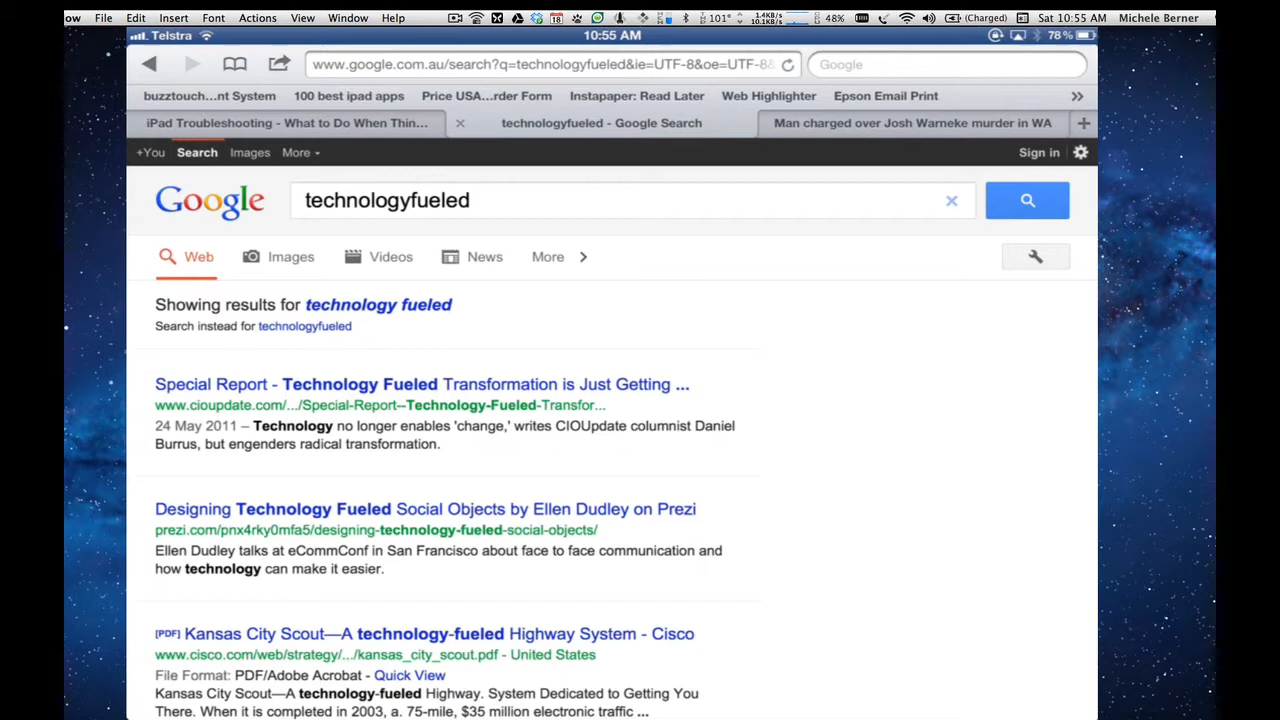 ow File Edit Insert Font Actions View Window Help 18 101° 1.4KB/s 10.1KB/s 48% (Charged) Sat 10:55 AM Michele Berner
Telstra 10:55 AM 78%
www.google.com.au/search?q=technologyfueled&ie=UTF-8&oe=UTF-8& Google
buzztouch...nt System 100 best ipad apps Price USA...rder Form Instapaper: Read Later Web Highlighter Epson Email Print
iPad Troubleshooting - What to Do When Thin... technologyfueled - Google Search Man charged over Josh Warneke murder in WA
+You Search Images More Sign in
Google technologyfueled
Web Images Videos News More
Showing results for technology fueled
Search instead for technologyfueled
Special Report - Technology Fueled Transformation is Just Getting ...
www.cioupdate.com/.../Special-Report--Technology-Fueled-Transfor...
24 May 2011 – Technology no longer enables 'change,' writes CIOUpdate columnist Daniel
Burrus, but engenders radical transformation.
Designing Technology Fueled Social Objects by Ellen Dudley on Prezi
prezi.com/pnx4rky0mfa5/designing-technology-fueled-social-objects/
Ellen Dudley talks at eCommConf in San Francisco about face to face communication and
how technology can make it easier.
[PDF] Kansas City Scout—A technology-fueled Highway System - Cisco
www.cisco.com/web/strategy/.../kansas_city_scout.pdf - United States
File Format: PDF/Adobe Acrobat - Quick View
Kansas City Scout—A technology-fueled Highway. System Dedicated to Getting You
There. When it is completed in 2003, a. 75-mile, $35 million electronic traffic ...